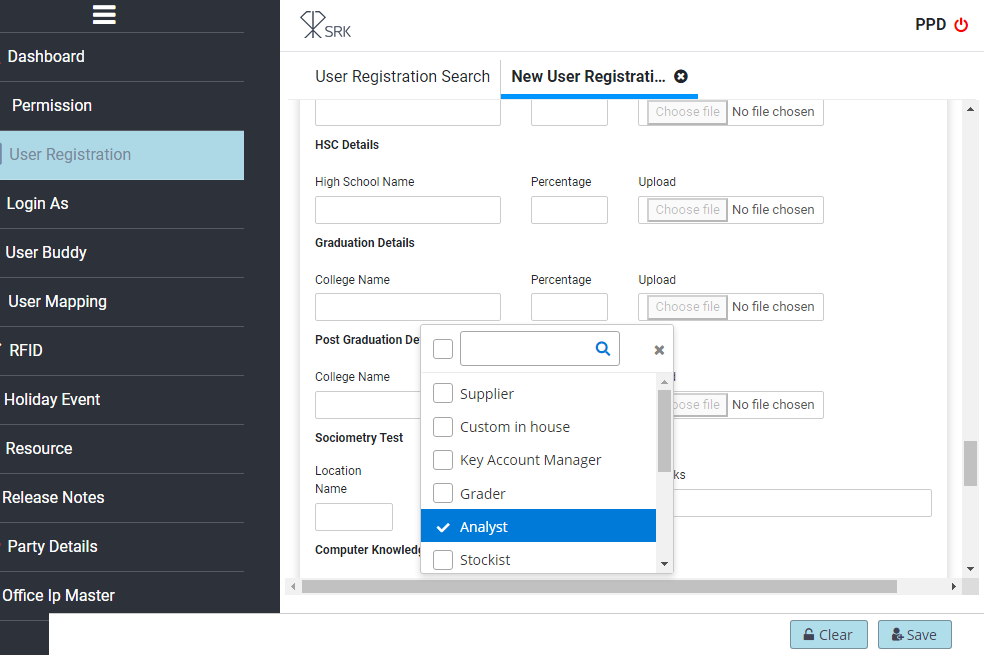 SRK
PPD
Dashboard
Permission
User Registration
Login As
User Buddy
User Mapping
RFID
Holiday Event
Resource
Release Notes
Party Details
Office Ip Master
User Registration Search
New User Registrati...
Choose file No file chosen
HSC Details
High School Name Percentage Upload
Choose file No file chosen
Graduation Details
College Name Percentage Upload
Choose file No file chosen
Post Graduation De
College Name
No file chosen
Sociometry Test
Location
Name
Computer Knowledg
Supplier
Custom in house
Key Account Manager
Grader
Analyst
Stockist
Clear
Save